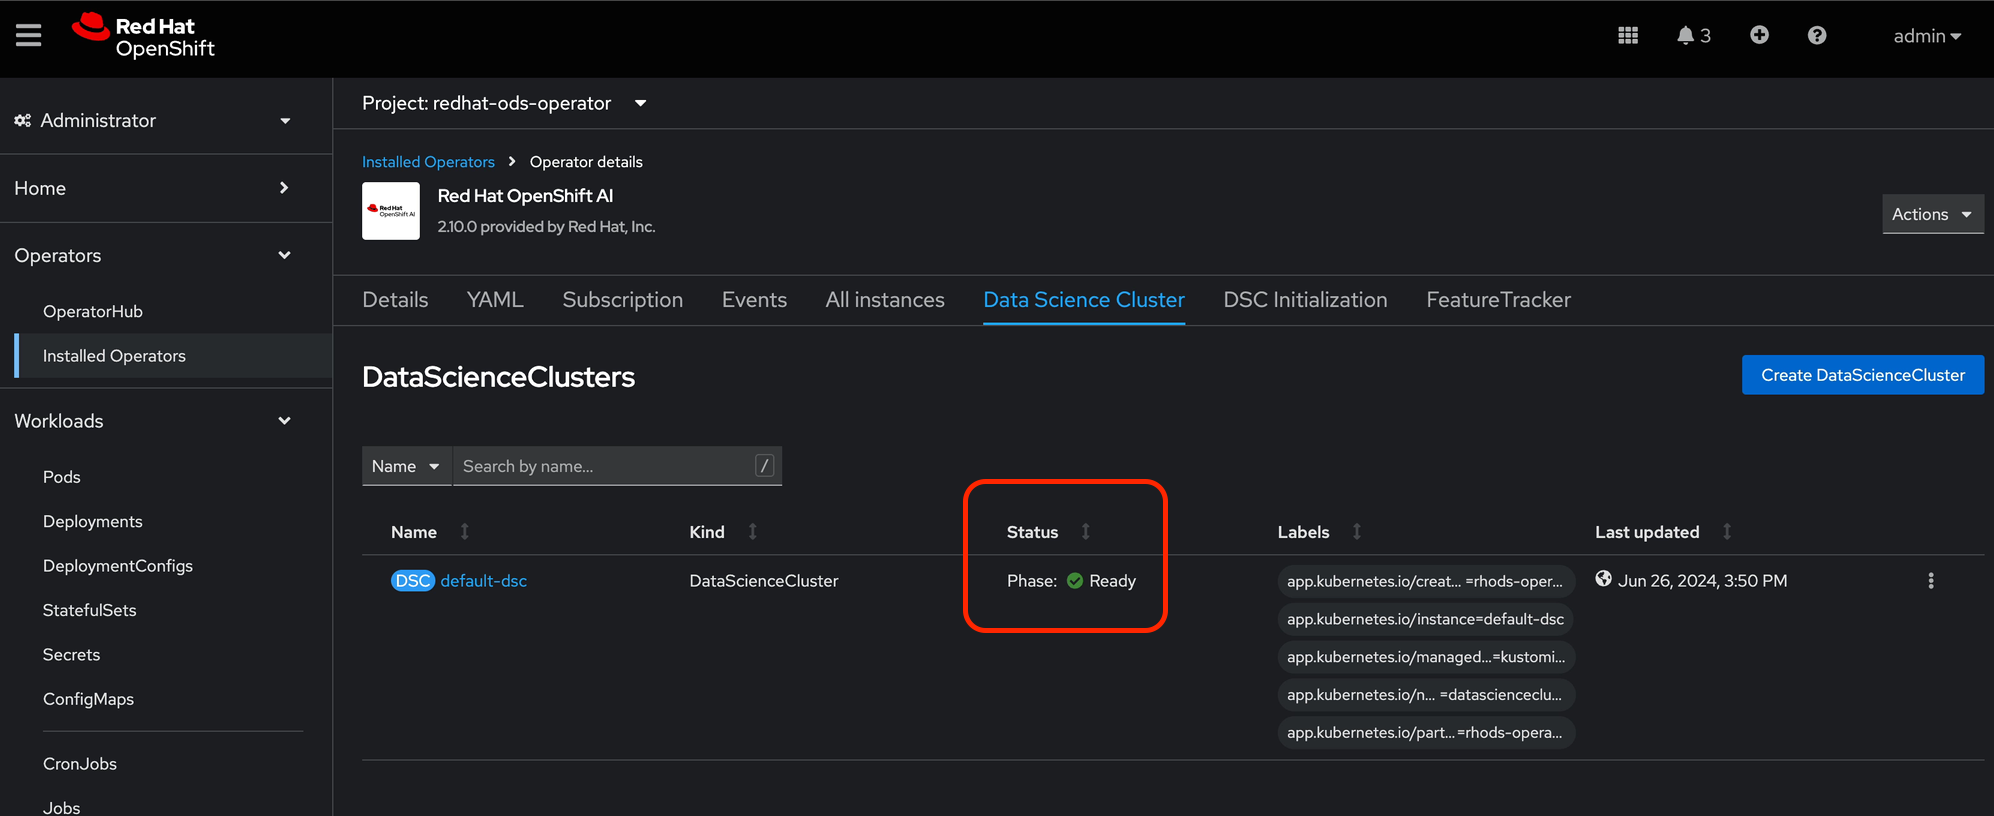 Red Hat
OpenShift
3
admin
Administrator
Home
Operators
OperatorHub
Installed Operators
Workloads
Pods
Deployments
DeploymentConfigs
StatefulSets
Secrets
ConfigMaps
CronJobs
Jobs
Project: redhat-ods-operator
Installed Operators > Operator details
Red Hat
OpenShift AI
Red Hat OpenShift AI
2.10.0 provided by Red Hat, Inc.
Actions
Details YAML Subscription Events All instances Data Science Cluster DSC Initialization FeatureTracker
DataScienceClusters
Create DataScienceCluster
Name Search by name... /
Name Kind Status Labels Last updated
DSC default-dsc DataScienceCluster Phase: Ready app.kubernetes.io/creat... =rhods-oper... Jun 26, 2024, 3:50 PM
app.kubernetes.io/instance=default-dsc
app.kubernetes.io/managed...=kustomi...
app.kubernetes.io/n... =datascienceclu...
app.kubernetes.io/part...=rhods-opera...